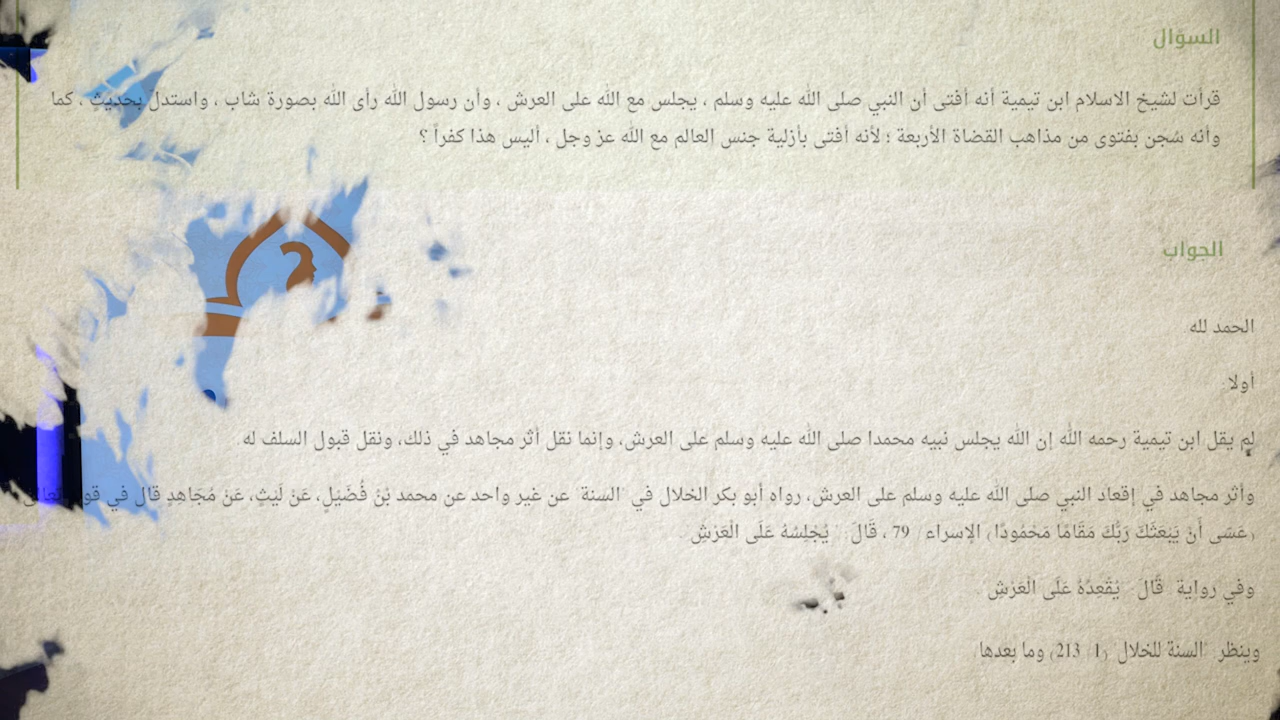 السؤال
قرأت لشيخ الاسلام ابن تيمية أنه أفتى أن النبي صلى الله عليه وسلم ، يجلس مع الله على العرش ، وأن رسول الله رأى الله بصورة شاب ، واستدل بحديث ، كما
وأنه سُجن بفتوى من مذاهب القضاة الأربعة ؛ لأنه أفتى بأزلية جنس العالم مع الله عز وجل ، أليس هذا كفراً ؟
الجواب
الحمد لله
أولا:
لم يقل ابن تيمية رحمه الله إن الله يجلس نبيه محمدا صلى الله عليه وسلم على العرش، وإنما نقل أثر مجاهد في ذلك، ونقل قبول السلف له
وأثر مجاهد في إقعاد النبي صلى الله عليه وسلم على العرش، رواه أبو بكر الخلال في "السنة" عن غير واحد عن محمد بْنُ فُضَيْلٍ، عَنْ لَيْثٍ، عَنْ مُجَاهِدٍ قَالَ في قوله تعالى:
(عَسَى أَنْ يَبْعَثَكَ رَبُّكَ مَقَامًا مَحْمُودًا) الإسراء/ 79 ، قَالَ: " يُجْلِسُهُ عَلَى الْعَرْشِ
وفي رواية: قَالَ: يُقْعِدُهُ عَلَى الْعَرْشِ
وينظر: "السنة للخلال" (1/ 213) وما بعدها